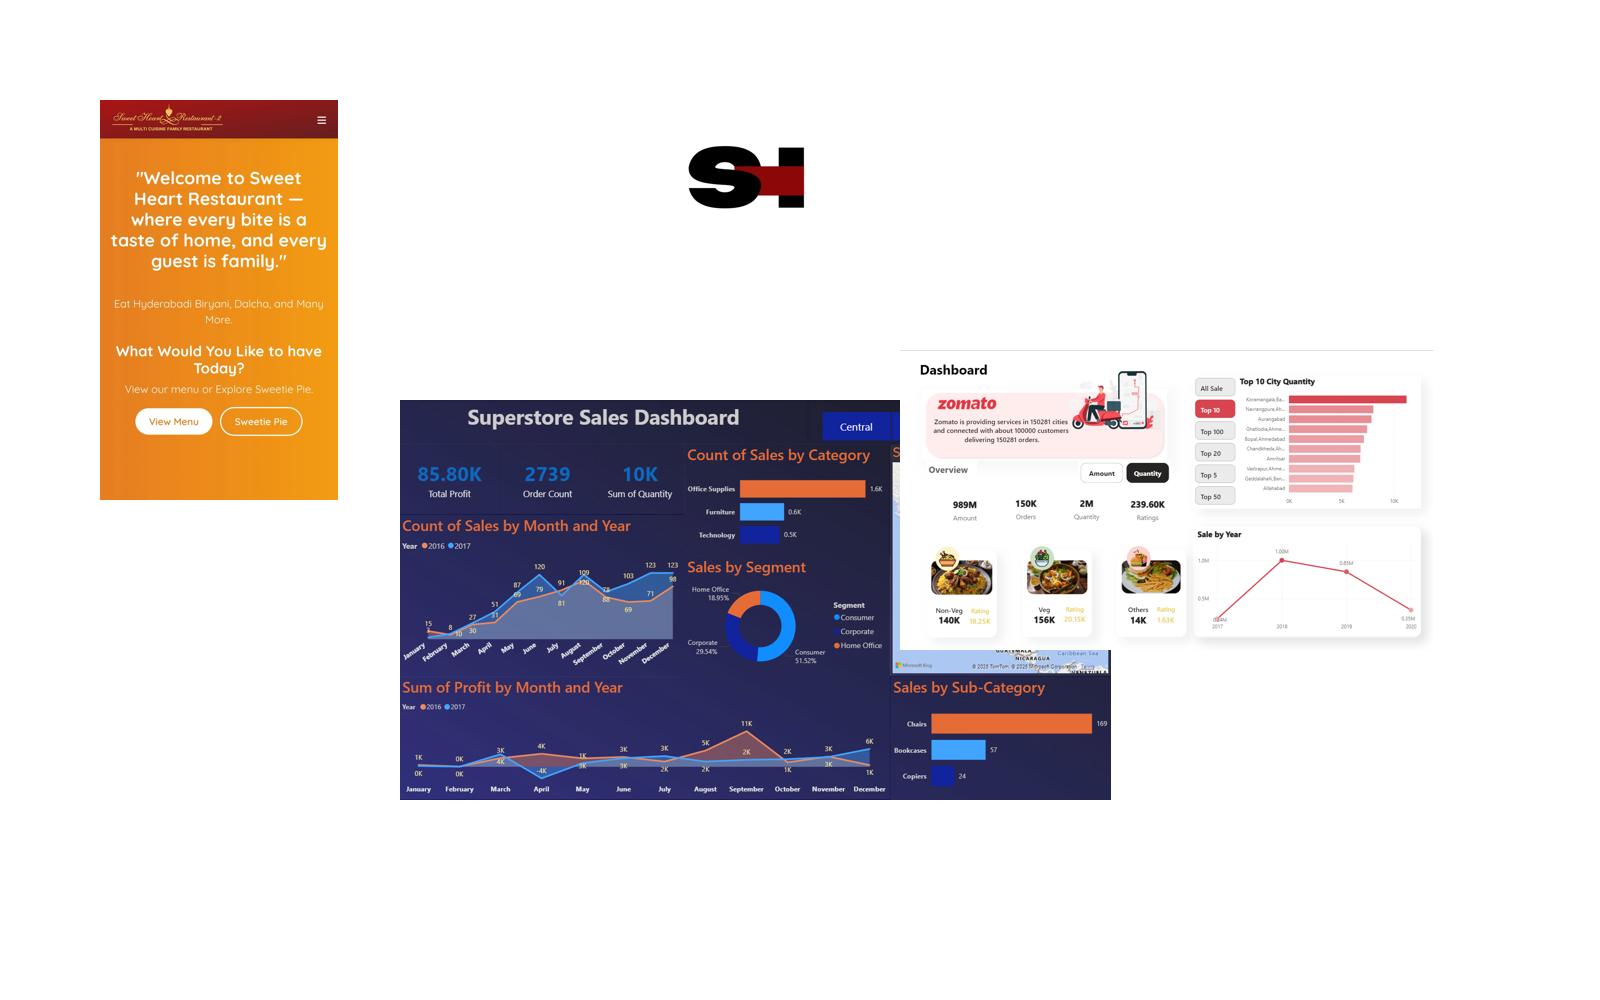 Sweet Heart Restaurant-2
A MULTI CUISINE FAMILY RESTAURANT
"Welcome to Sweet
Heart Restaurant —
where every bite is a
taste of home, and every
guest is family."
Eat Hyderabadi Biryani, Dalcha, and Many
More.
What Would You Like to have
Today?
View our menu or Explore Sweetie Pie.
View Menu
Sweetie Pie
SI
Superstore Sales Dashboard
Central
85.80K
Total Profit
2739
Order Count
10K
Sum of Quantity
Count of Sales by Category
Office Supplies
1.6K
Furniture
0.6K
Technology
0.5K
Count of Sales by Month and Year
Year 2016 2017
15
8
10
27
30
51
31
87
69
120
79
91
81
109
120
78
88
103
69
123
71
123
98
January
February
March
April
May
June
July
August
September
October
November
December
Sales by Segment
Home Office
18.95%
Corporate
29.54%
Consumer
51.52%
Segment
Consumer
Corporate
Home Office
Sum of Profit by Month and Year
Year 2016 2017
1K
0K
0K
0K
3K
4K
4K
-4K
1K
3K
3K
3K
3K
2K
5K
2K
11K
2K
2K
1K
3K
3K
6K
1K
January February March April May June July August September October November December
S
NICARAGUA
Caribbean Sea
Microsoft Bing
© 2025 TomTom, © 2025 Microsoft Corporation Terms
Sales by Sub-Category
Chairs
169
Bookcases
57
Copiers
24
Dashboard
zomato
Zomato is providing services in 150281 cities
and connected with about 100000 customers
delivering 150281 orders.
Overview
Amount
Quantity
989M
Amount
150K
Orders
2M
Quantity
239.60K
Ratings
Non-Veg
140K
Rating
18.25K
Veg
156K
Rating
20.15K
Others
14K
Rating
1.63K
All Sale
Top 10
Top 100
Top 20
Top 5
Top 50
Top 10 City Quantity
Koramangala,Ba...
Navrangpura,Ah...
Aurangabad
Ghatlodia,Ahme...
Bopal,Ahmedabad
Chandkheda,Ah...
Amritsar
Vastrapur,Ahme...
Geddalahalli,Ban...
Allahabad
0K 5K 10K
Sale by Year
1.0M
0.5M
1.00M
0.83M
0.35M
2017 2018 2019 2020